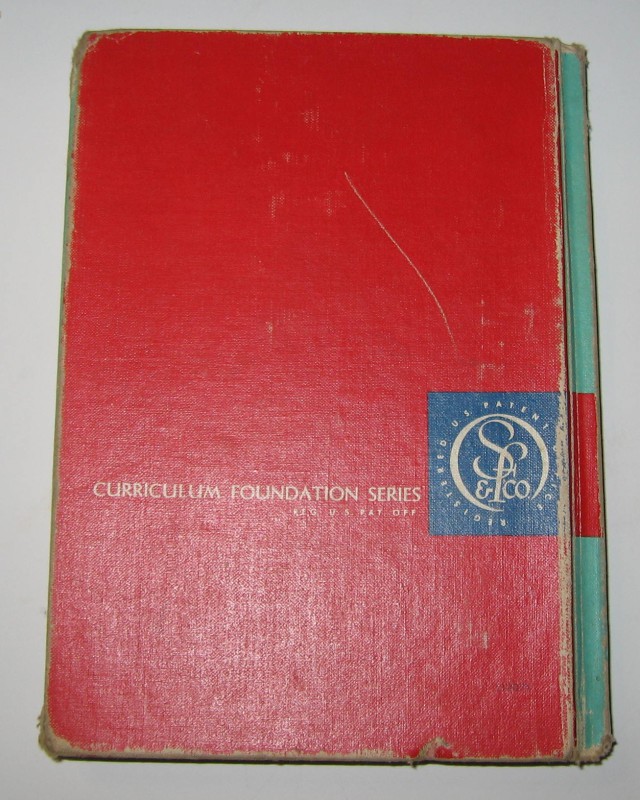 CURRICULUM FOUNDATION SERIES
REG. U.S. PAT. OFF.
REGISTERED U.S. PATENT OFFICE
SF
& CO.